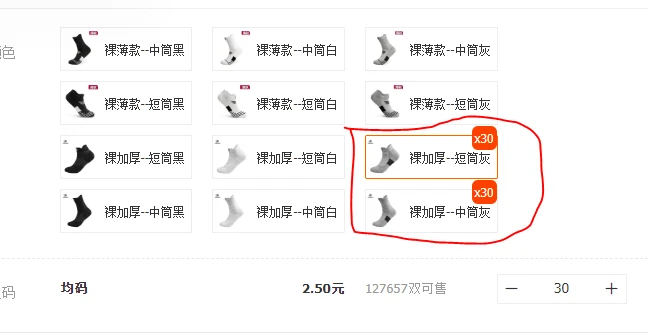 色
裸薄款--中筒黑 裸薄款--中筒白 裸薄款--中筒灰
裸薄款--短筒黑 裸薄款--短筒白 裸薄款--短筒灰
x30
裸加厚--短筒黑 裸加厚--短筒白 裸加厚--短筒灰
x30
裸加厚--中筒黑 裸加厚--中筒白 裸加厚--中筒灰
码 均码 2.50元 127657双可售 — 30 +